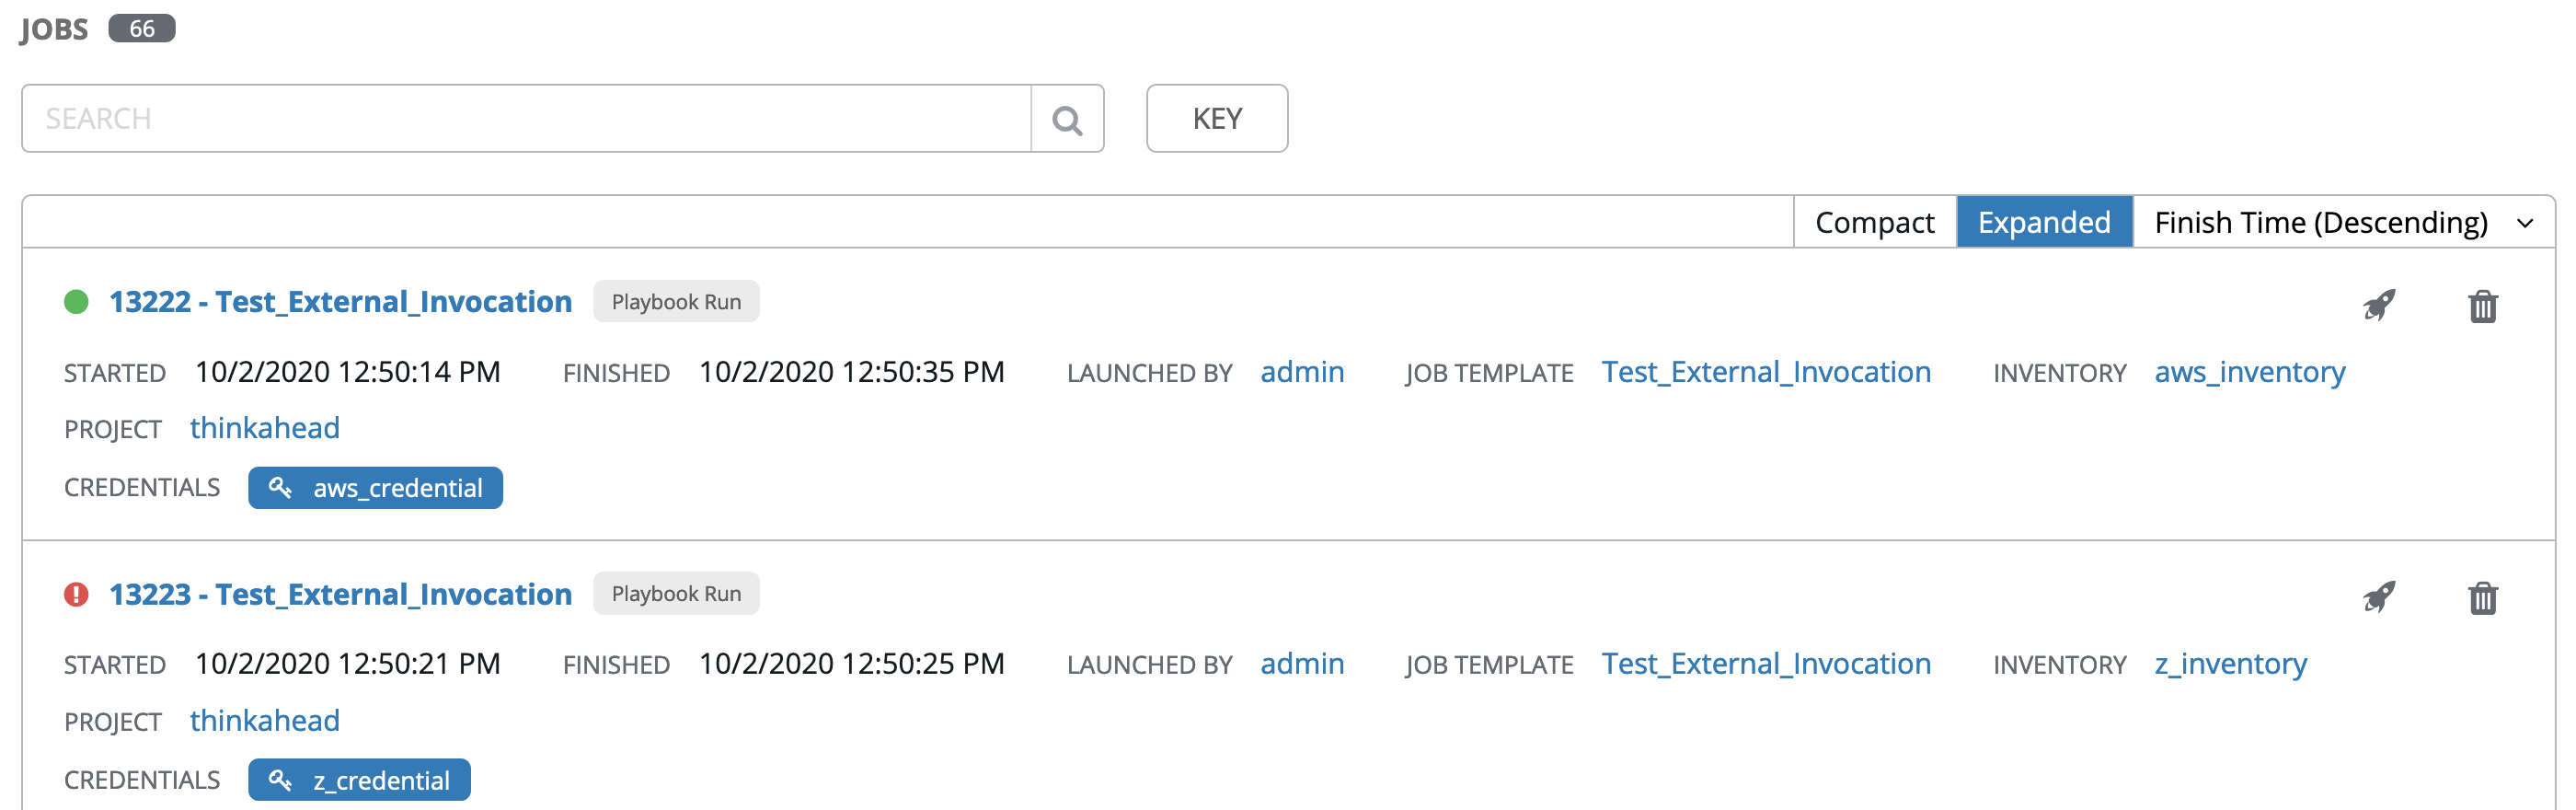 JOBS 66
SEARCH KEY
Compact Expanded Finish Time (Descending)
13222 - Test_External_Invocation Playbook Run
STARTED 10/2/2020 12:50:14 PM FINISHED 10/2/2020 12:50:35 PM LAUNCHED BY admin JOB TEMPLATE Test_External_Invocation INVENTORY aws_inventory
PROJECT thinkahead
CREDENTIALS aws_credential
13223 - Test_External_Invocation Playbook Run
STARTED 10/2/2020 12:50:21 PM FINISHED 10/2/2020 12:50:25 PM LAUNCHED BY admin JOB TEMPLATE Test_External_Invocation INVENTORY z_inventory
PROJECT thinkahead
CREDENTIALS z_credential